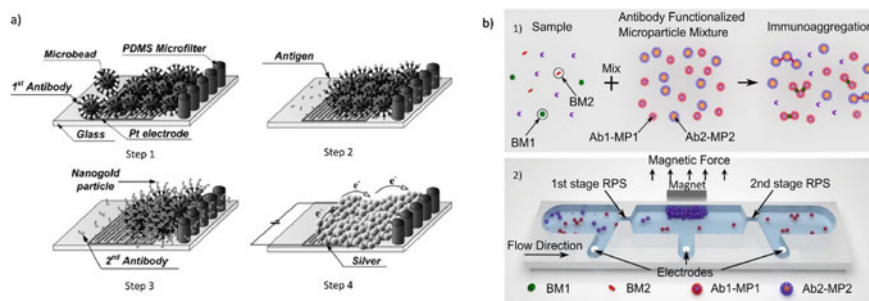 a)
Microbead
PDMS Microfilter
1st Antibody
Glass
Pt electrode
Step 1
Antigen
Step 2
Nanogold
particle
2nd Antibody
Step 3
e-
e-
e-
Silver
Step 4
b)
1)
Sample
Antibody Functionalized
Microparticle Mixture
Immunoaggregation
Mix
+
BM2
BM1
Ab1-MP1
Ab2-MP2
2)
Magnetic Force
Magnet
1st stage RPS
2nd stage RPS
Flow Direction
Electrodes
BM1
BM2
Ab1-MP1
Ab2-MP2